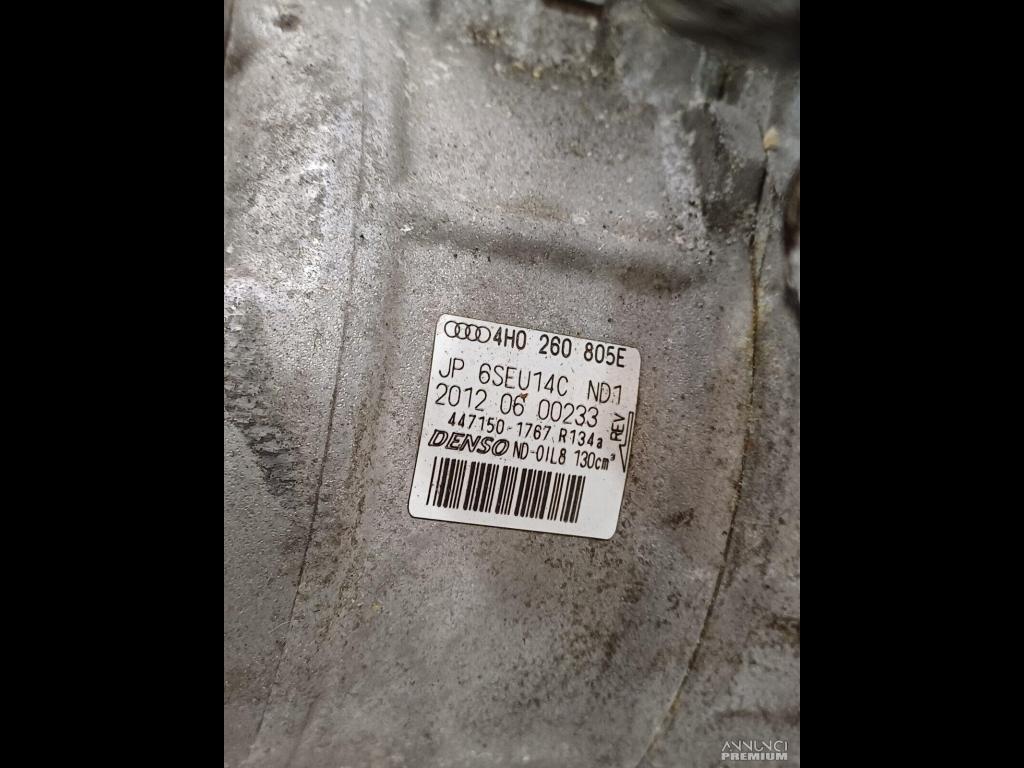 4H0 260 805E
JP 6SEU14C ND1
2012 06 00233
447150-1767 R134a
DENSO ND-OIL8 130cm³
REV
ANNUNCI
PREMIUM